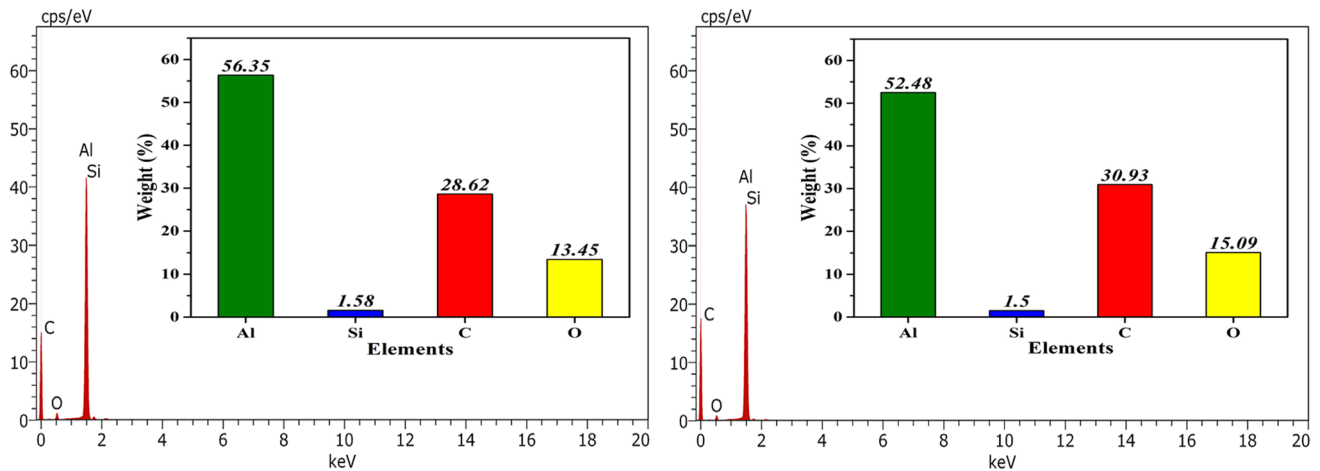 cps/eV
60
50
40
30
20
10
0
0 2 4 6 8 10 12 14 16 18 20
keV
Al
Si
C
O
Weight (%)
60
50
40
30
20
10
0
56.35
1.58
28.62
13.45
Al Si C O
Elements
cps/eV
60
50
40
30
20
10
0
0 2 4 6 8 10 12 14 16 18 20
keV
Al
Si
C
O
Weight (%)
60
50
40
30
20
10
0
52.48
1.5
30.93
15.09
Al Si C O
Elements